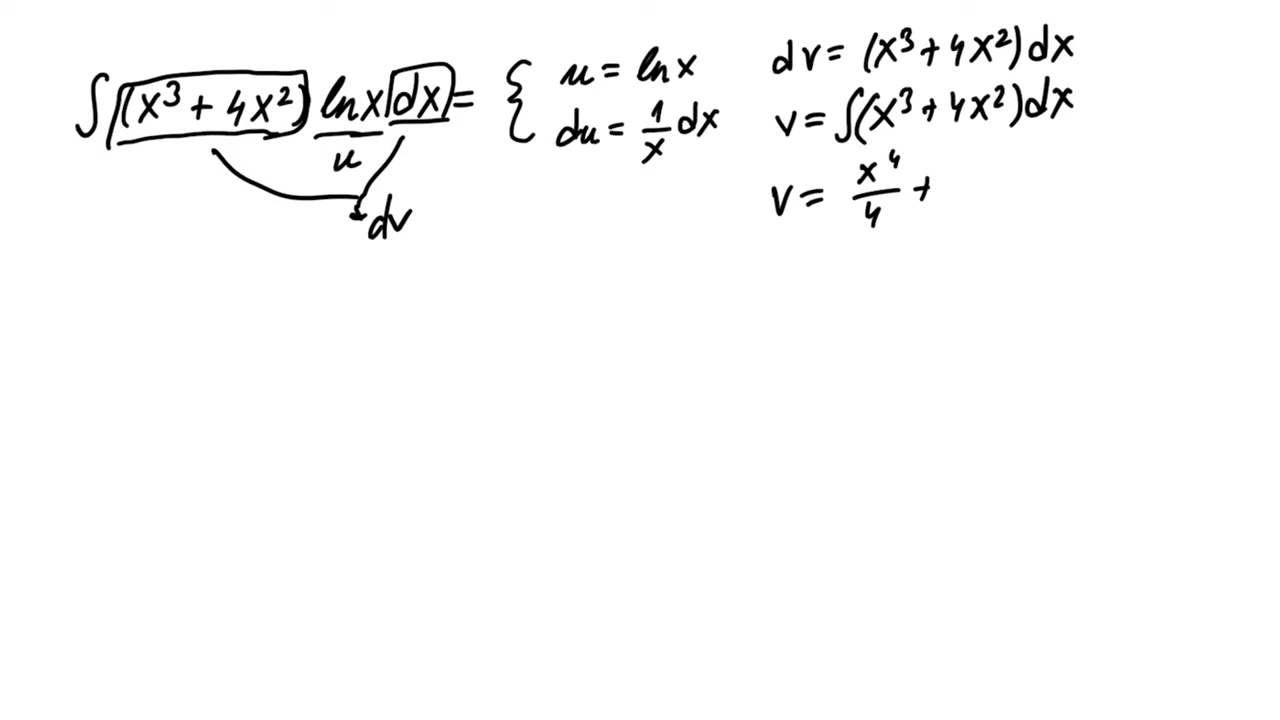 ∫(x³ + 4x²) ln x dx = { u = ln x dv = (x³ + 4x²) dx
du = 1/x dx v = ∫(x³ + 4x²) dx
u
v = x⁴/4 +
dv